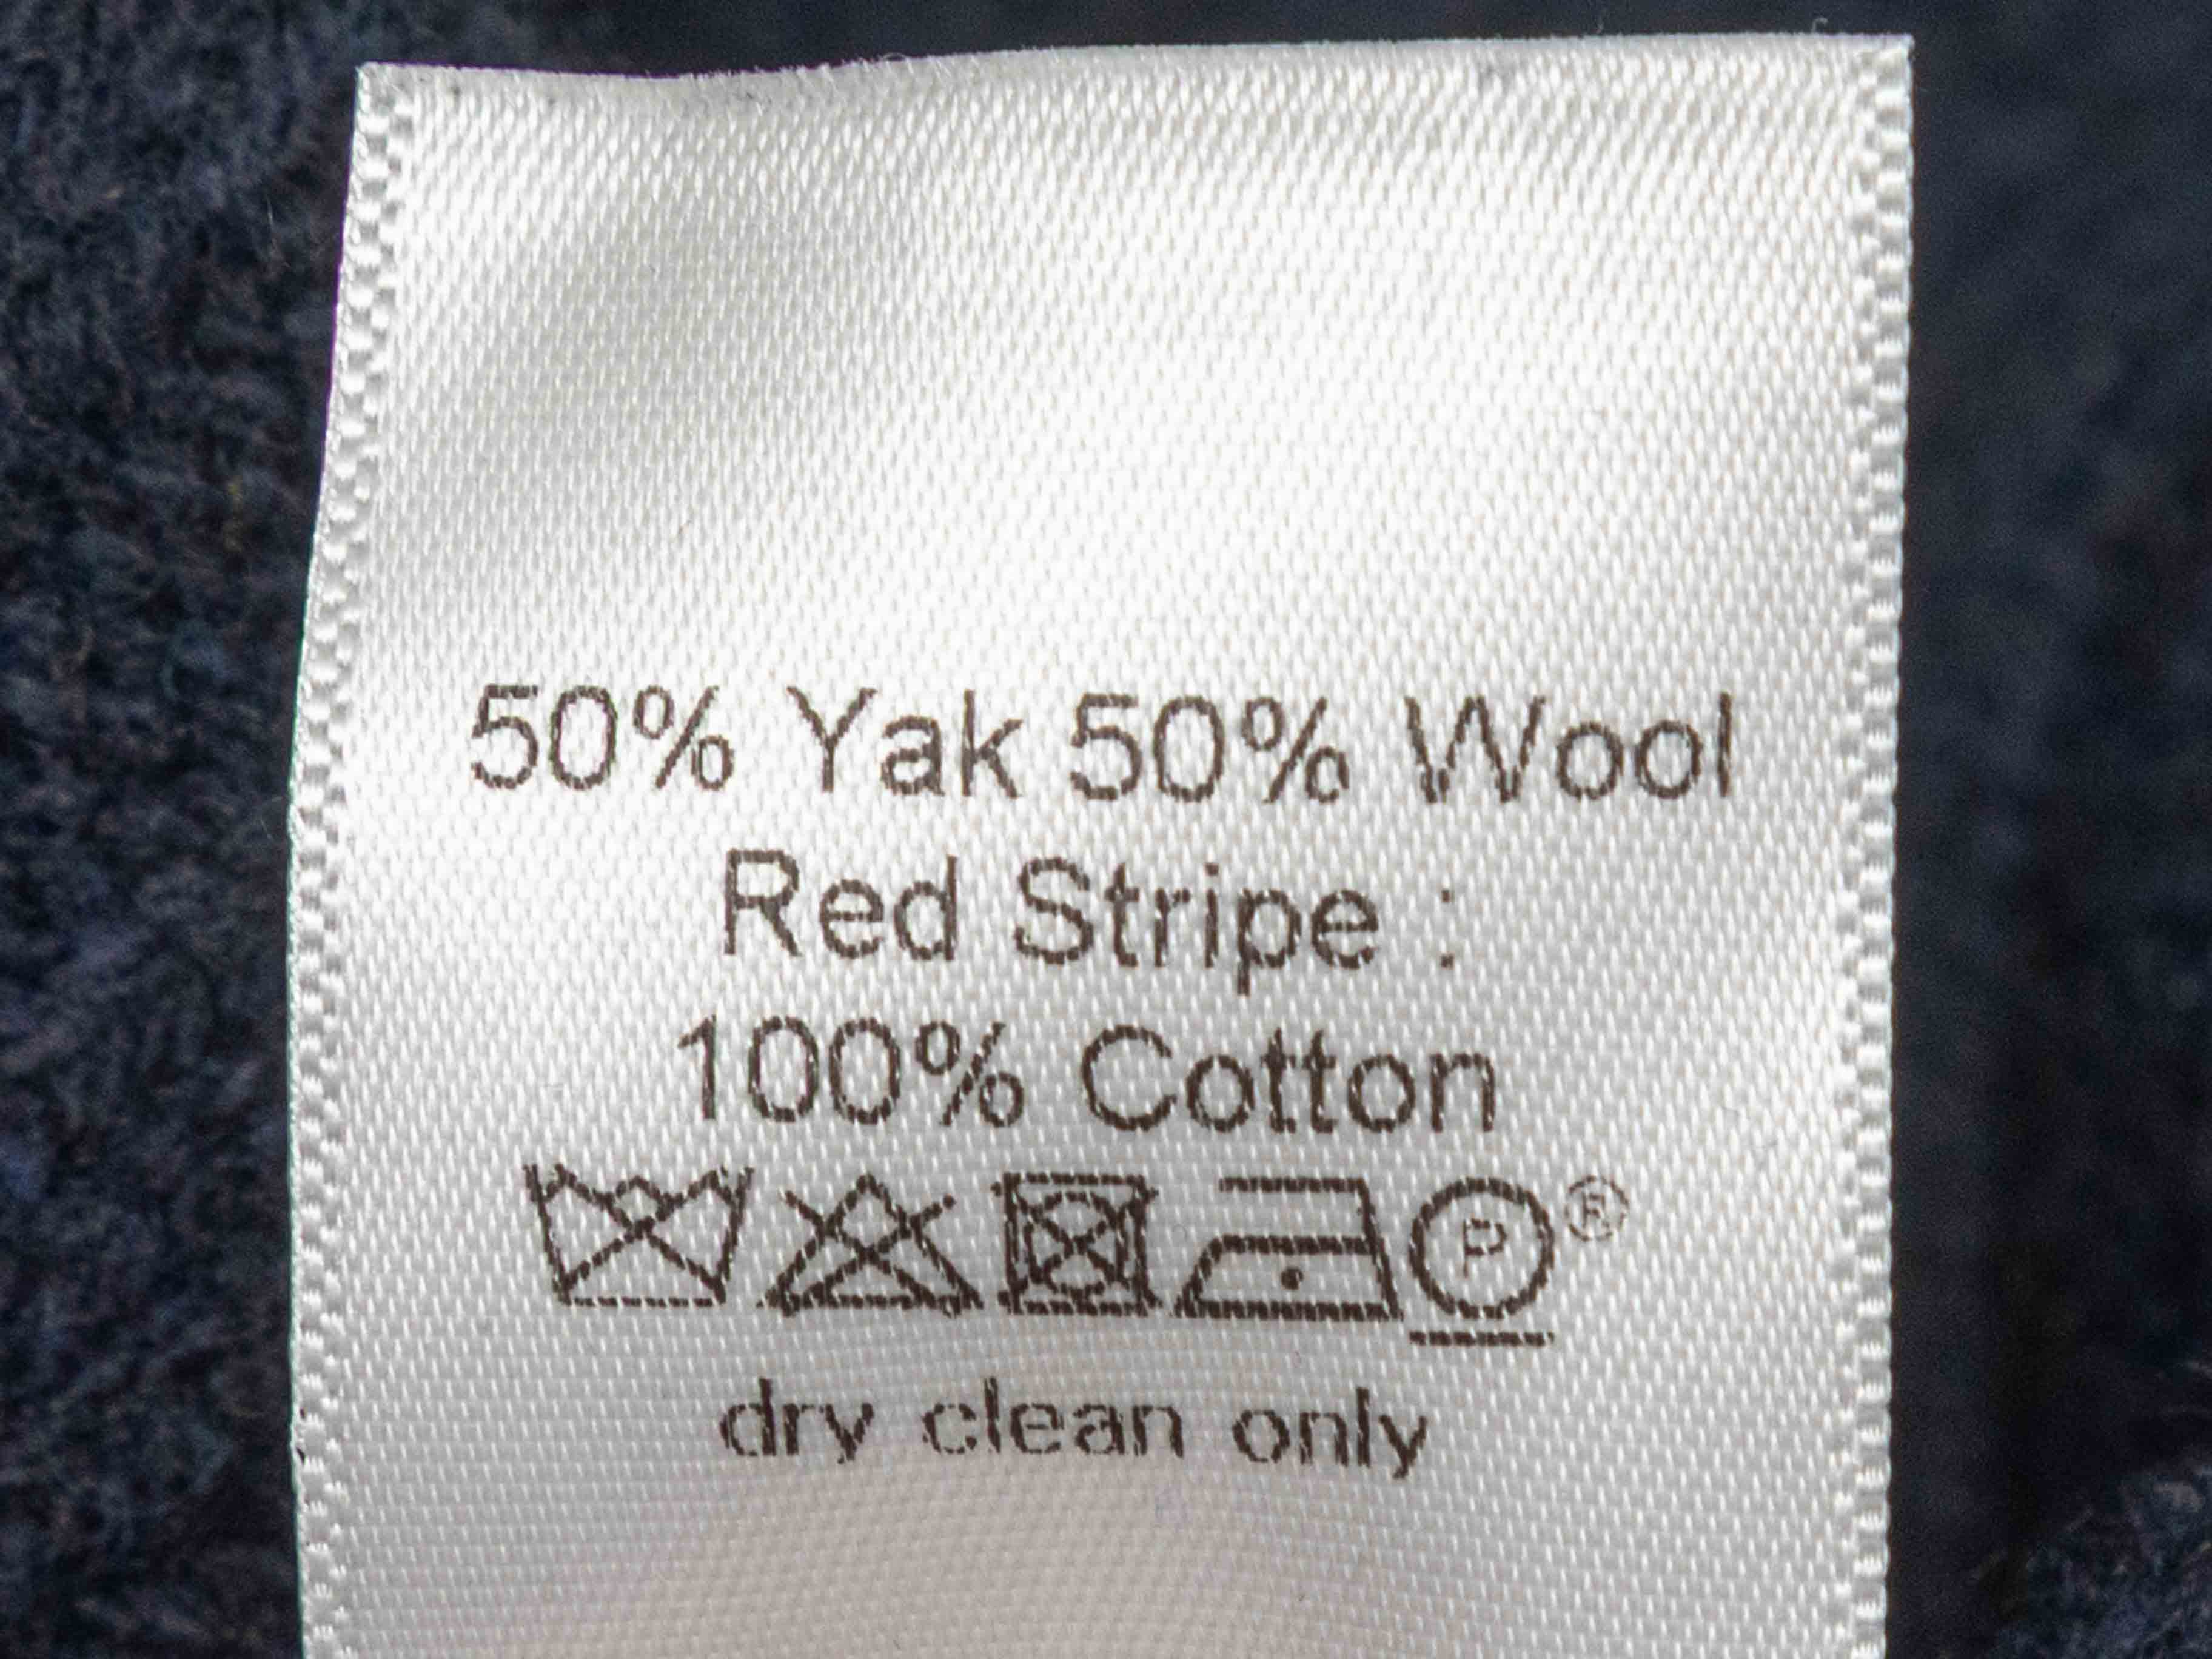 50% Yak 50% Wool
Red Stripe :
100% Cotton
P ®
dry clean only